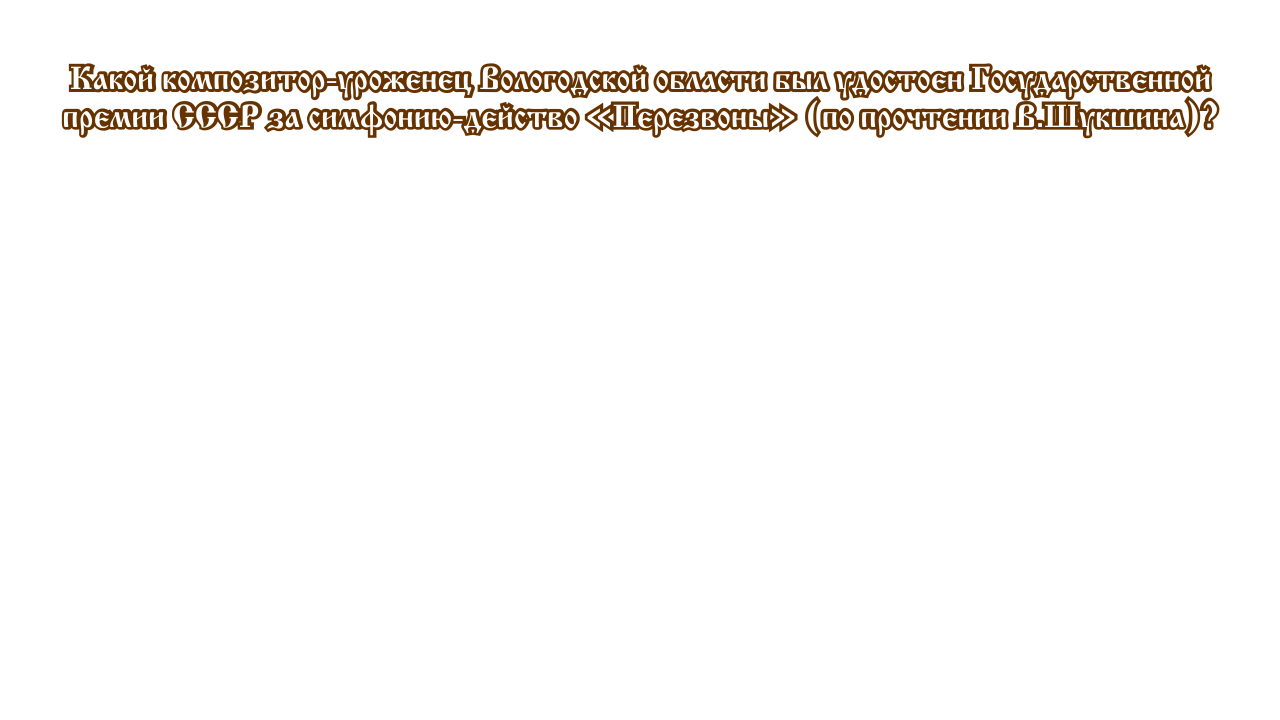 Какой композитор-уроженец Вологодской области был удостоен Государственной
премии СССР за симфонию-действо «Перезвоны» (по прочтении В.Шукшина)?